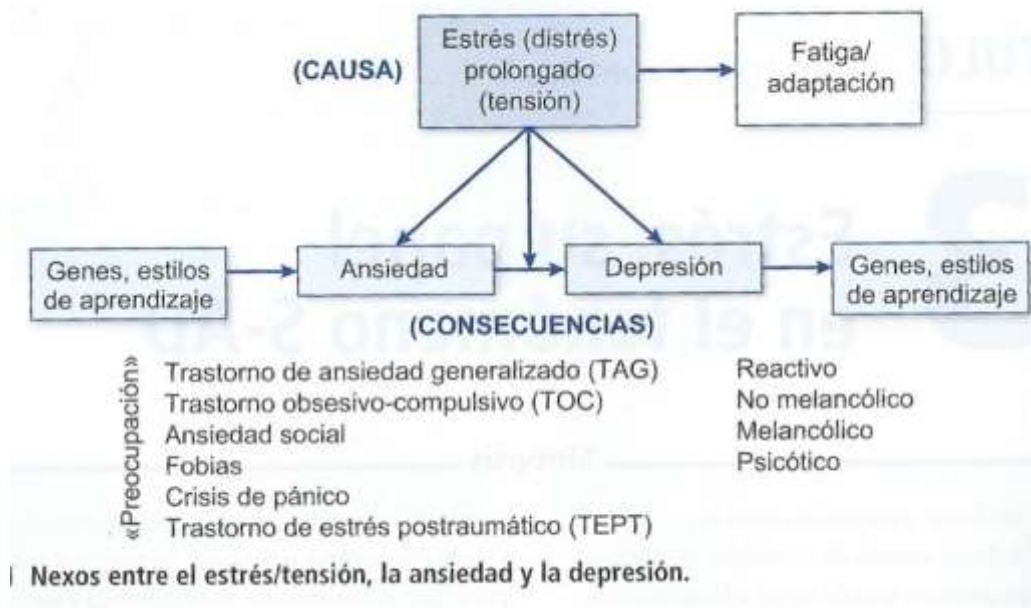 Estrés (distrés)
prolongado
(tensión)
(CAUSA)
Fatiga/
adaptación
Genes, estilos
de aprendizaje
Ansiedad
Depresión
Genes, estilos
de aprendizaje
(CONSECUENCIAS)
«Preocupación»
Trastorno de ansiedad generalizado (TAG)
Trastorno obsesivo-compulsivo (TOC)
Ansiedad social
Fobias
Crisis de pánico
Trastorno de estrés postraumático (TEPT)
Reactivo
No melancólico
Melancólico
Psicótico
Nexos entre el estrés/tensión, la ansiedad y la depresión.